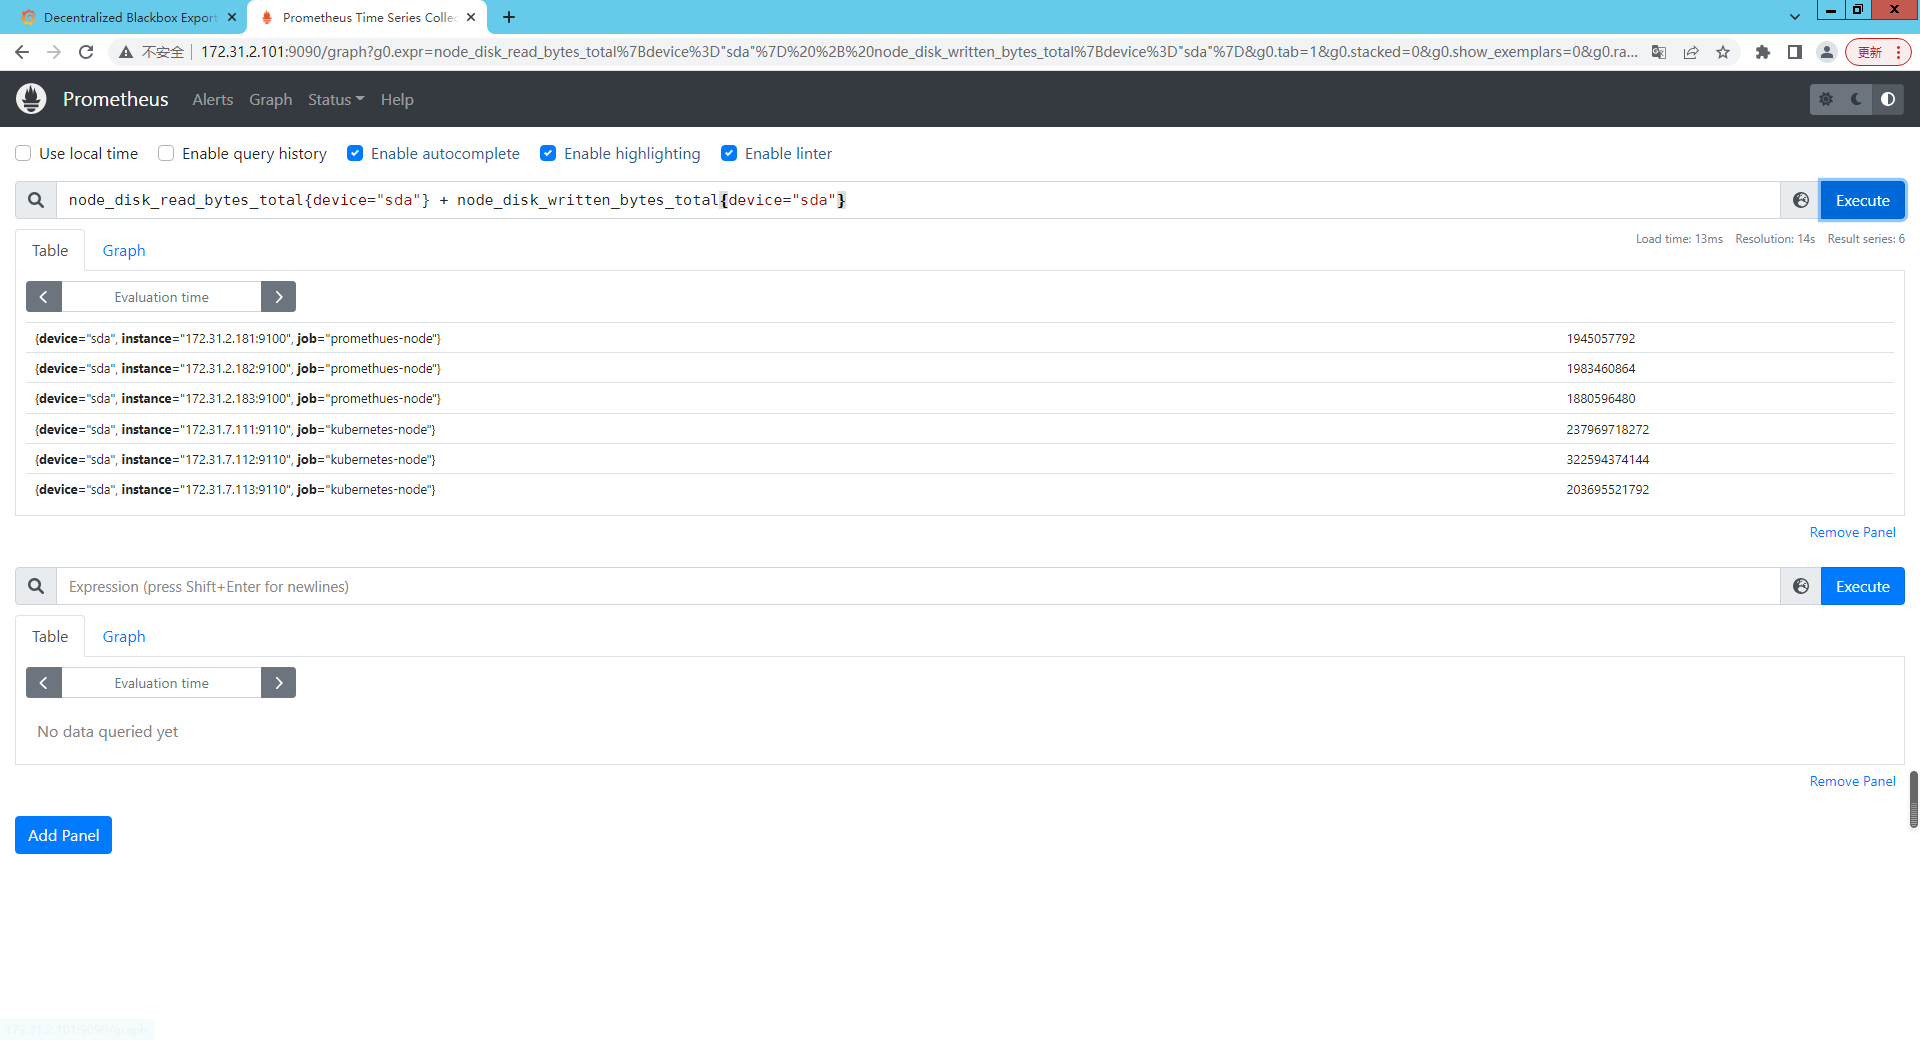 Decentralized Blackbox Export
Prometheus Time Series Collec
不安全 172.31.2.101:9090/graph?g0.expr=node_disk_read_bytes_total%7Bdevice%3D"sda"%7D%20%2B%20node_disk_written_bytes_total%7Bdevice%3D"sda"%7D&g0.tab=1&g0.stacked=0&g0.show_exemplars=0&g0.ra... 更新
Prometheus Alerts Graph Status Help
Use local time Enable query history Enable autocomplete Enable highlighting Enable linter
node_disk_read_bytes_total{device="sda"} + node_disk_written_bytes_total{device="sda"} Execute
Table Graph Load time: 13ms Resolution: 14s Result series: 6
Evaluation time
{device="sda", instance="172.31.2.181:9100", job="promethues-node"} 1945057792
{device="sda", instance="172.31.2.182:9100", job="promethues-node"} 1983460864
{device="sda", instance="172.31.2.183:9100", job="promethues-node"} 1880596480
{device="sda", instance="172.31.7.111:9110", job="kubernetes-node"} 237969718272
{device="sda", instance="172.31.7.112:9110", job="kubernetes-node"} 322594374144
{device="sda", instance="172.31.7.113:9110", job="kubernetes-node"} 203695521792
Remove Panel
Expression (press Shift+Enter for newlines) Execute
Table Graph
Evaluation time
No data queried yet
Remove Panel
Add Panel
172.31.2.101:9090/graph